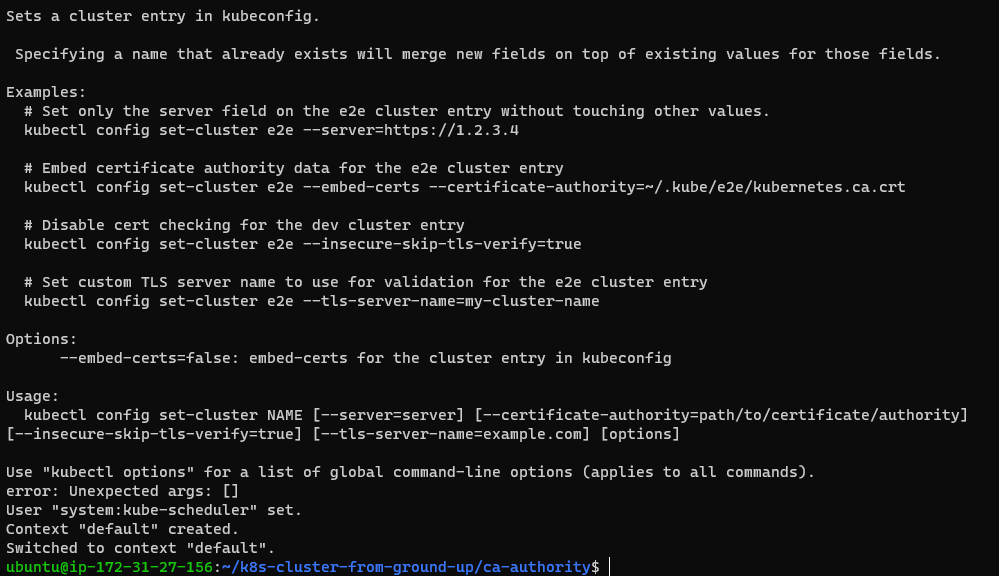 Sets a cluster entry in kubeconfig.
Specifying a name that already exists will merge new fields on top of existing values for those fields.
Examples:
# Set only the server field on the e2e cluster entry without touching other values.
kubectl config set-cluster e2e --server=https://1.2.3.4
# Embed certificate authority data for the e2e cluster entry
kubectl config set-cluster e2e --embed-certs --certificate-authority=~/.kube/e2e/kubernetes.ca.crt
# Disable cert checking for the dev cluster entry
kubectl config set-cluster e2e --insecure-skip-tls-verify=true
# Set custom TLS server name to use for validation for the e2e cluster entry
kubectl config set-cluster e2e --tls-server-name=my-cluster-name
Options:
--embed-certs=false: embed-certs for the cluster entry in kubeconfig
Usage:
kubectl config set-cluster NAME [--server=server] [--certificate-authority=path/to/certificate/authority]
[--insecure-skip-tls-verify=true] [--tls-server-name=example.com] [options]
Use "kubectl options" for a list of global command-line options (applies to all commands).
error: Unexpected args: []
User "system:kube-scheduler" set.
Context "default" created.
Switched to context "default".
ubuntu@ip-172-31-27-156:~/k8s-cluster-from-ground-up/ca-authority$